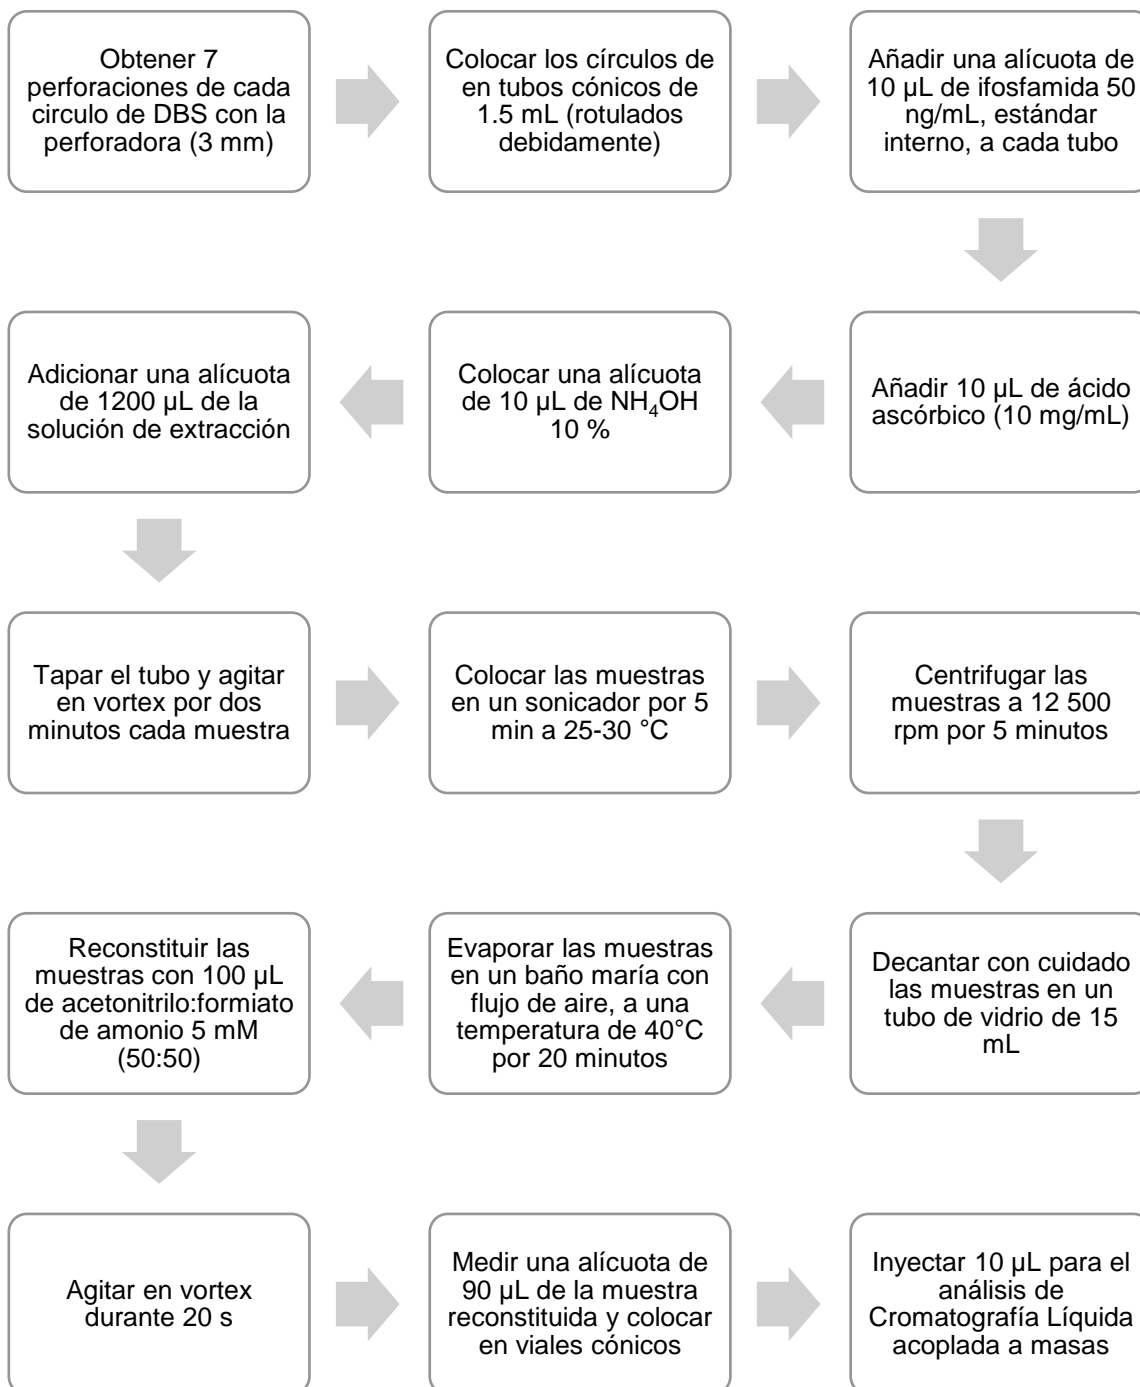 Obtener 7
perforaciones de cada
circulo de DBS con la
perforadora (3 mm)
Colocar los círculos de
en tubos cónicos de
1.5 mL (rotulados
debidamente)
Añadir una alícuota de
10 µL de ifosfamida 50
ng/mL, estándar
interno, a cada tubo
Añadir 10 µL de ácido
ascórbico (10 mg/mL)
Colocar una alícuota
de 10 µL de NH₄OH
10 %
Adicionar una alícuota
de 1200 µL de la
solución de extracción
Tapar el tubo y agitar
en vortex por dos
minutos cada muestra
Colocar las muestras
en un sonicador por 5
min a 25-30 °C
Centrifugar las
muestras a 12 500
rpm por 5 minutos
Decantar con cuidado
las muestras en un
tubo de vidrio de 15
mL
Evaporar las muestras
en un baño maría con
flujo de aire, a una
temperatura de 40°C
por 20 minutos
Reconstituir las
muestras con 100 µL
de acetonitrilo:formiato
de amonio 5 mM
(50:50)
Agitar en vortex
durante 20 s
Medir una alícuota de
90 µL de la muestra
reconstituida y colocar
en viales cónicos
Inyectar 10 µL para el
análisis de
Cromatografía Líquida
acoplada a masas